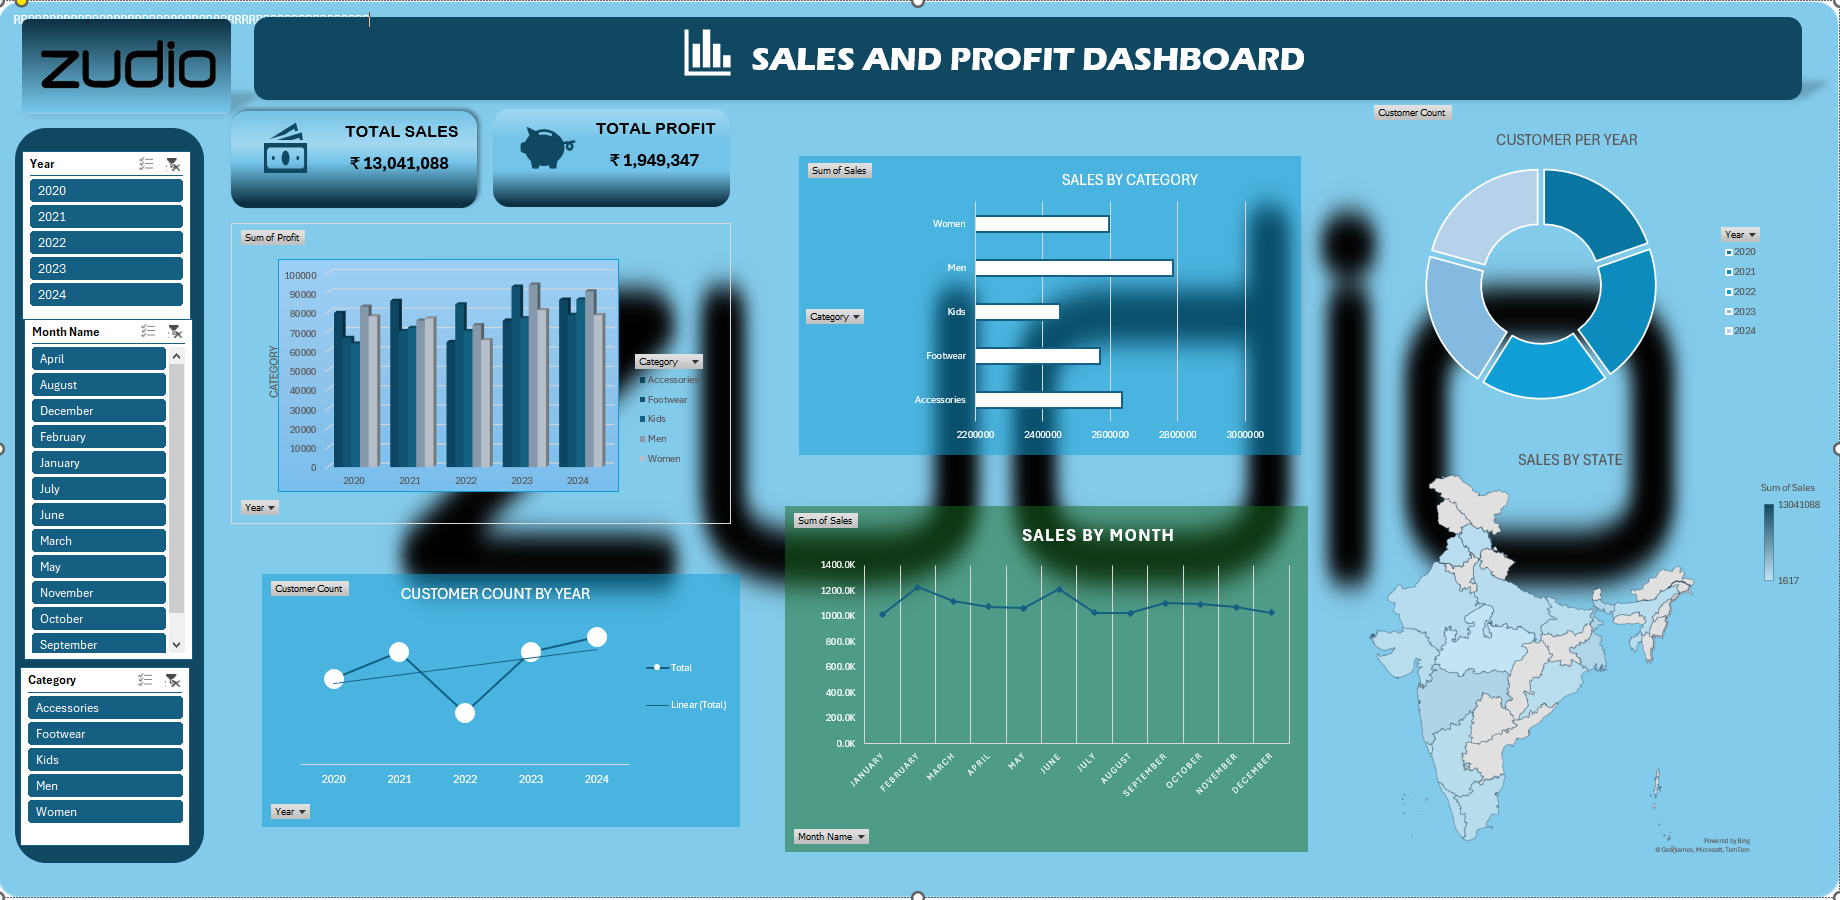 zudio
SALES AND PROFIT DASHBOARD
TOTAL SALES
₹ 13,041,088
TOTAL PROFIT
₹ 1,949,347
Year
2020
2021
2022
2023
2024
Month Name
April
August
December
February
January
July
June
March
May
November
October
September
Category
Accessories
Footwear
Kids
Men
Women
Sum of Profit
CATEGORY
100000
90000
80000
70000
60000
50000
40000
30000
20000
10000
0
2020
2021
2022
2023
2024
Category
Accessories
Footwear
Kids
Men
Women
Year
Customer Count
CUSTOMER COUNT BY YEAR
Total
Linear (Total)
2020
2021
2022
2023
2024
Year
Sum of Sales
SALES BY CATEGORY
Women
Men
Kids
Footwear
Accessories
Category
2200000
2400000
2600000
2800000
3000000
Sum of Sales
SALES BY MONTH
1400.0K
1200.0K
1000.0K
800.0K
600.0K
400.0K
200.0K
0.0K
JANUARY
FEBRUARY
MARCH
APRIL
MAY
JUNE
JULY
AUGUST
SEPTEMBER
OCTOBER
NOVEMBER
DECEMBER
Month Name
Customer Count
CUSTOMER PER YEAR
Year
2020
2021
2022
2023
2024
SALES BY STATE
Sum of Sales
13041088
1617
Powered by Bing
© GeoNames, Microsoft, TomTom
zudio